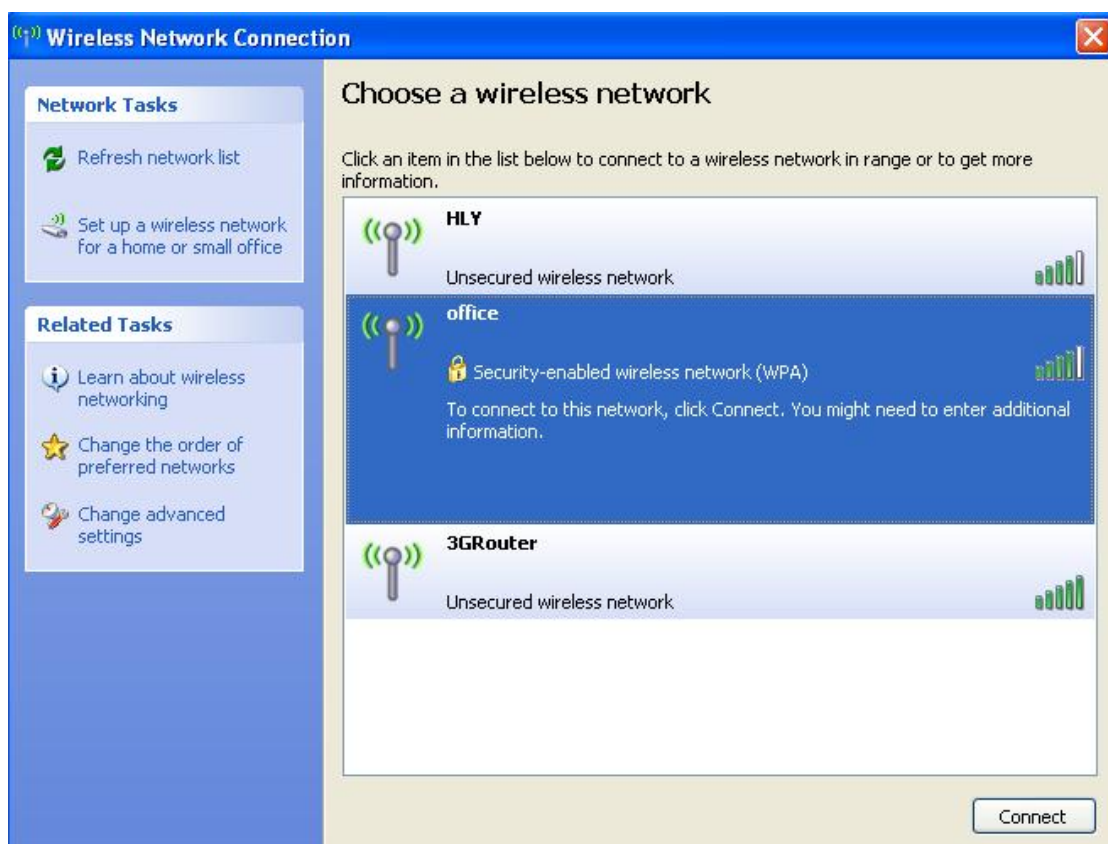 Wireless Network Connection
Network Tasks
Refresh network list
Set up a wireless network
for a home or small office
Related Tasks
Learn about wireless
networking
Change the order of
preferred networks
Change advanced
settings
Choose a wireless network
Click an item in the list below to connect to a wireless network in range or to get more
information.
HLY
Unsecured wireless network
office
Security-enabled wireless network (WPA)
To connect to this network, click Connect. You might need to enter additional
information.
3GRouter
Unsecured wireless network
Connect